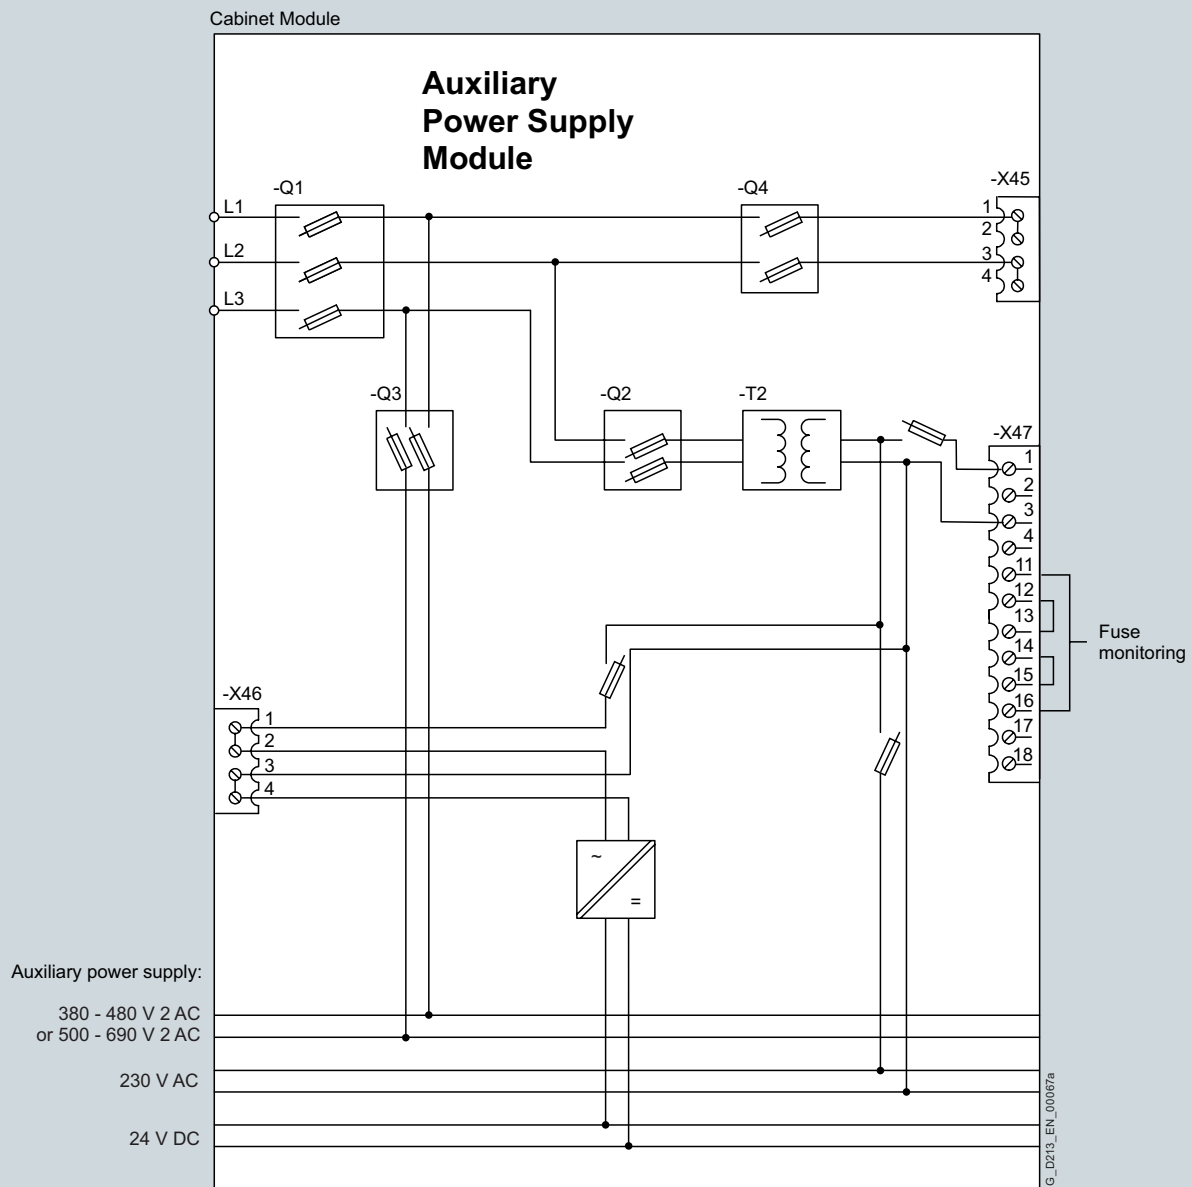 Cabinet Module
Auxiliary
Power Supply
Module
-Q1
-Q4
-X45
L1
L2
L3
1
2
3
4
-Q3
-Q2
-T2
-X47
1
2
3
4
11
12
13
14
15
16
17
18
Fuse
monitoring
-X46
1
2
3
4
~
=
Auxiliary power supply:
380 - 480 V 2 AC
or 500 - 690 V 2 AC
230 V AC
24 V DC
G_D213_EN_00067a